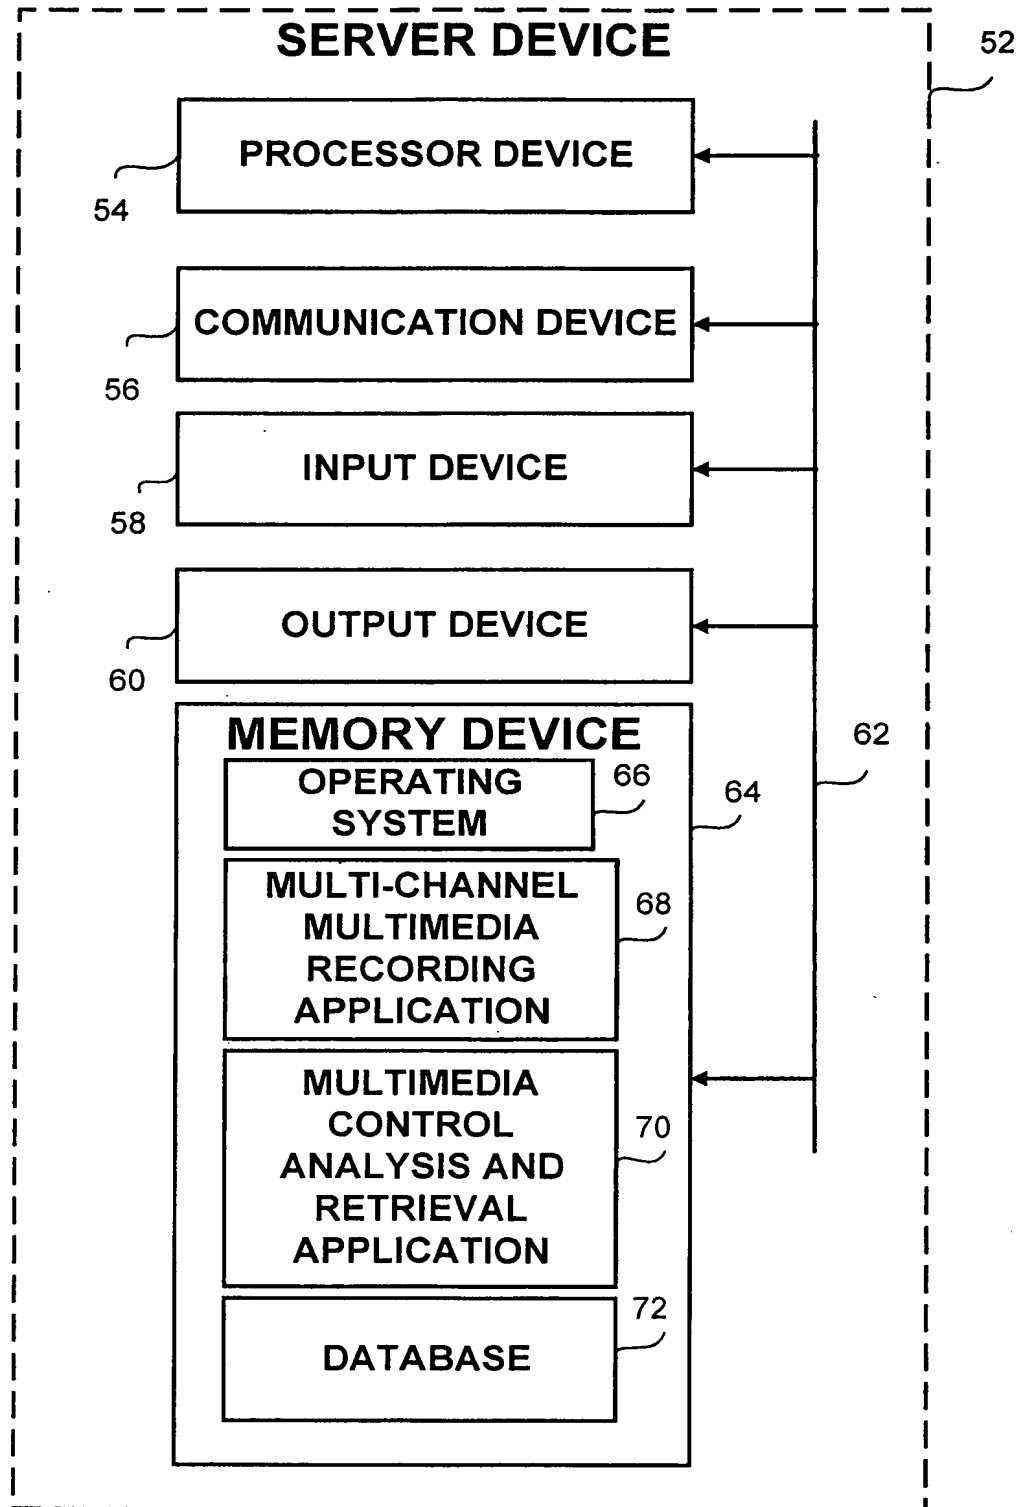 SERVER DEVICE
52
PROCESSOR DEVICE
54
COMMUNICATION DEVICE
56
INPUT DEVICE
58
OUTPUT DEVICE
60
MEMORY DEVICE
62
OPERATING
SYSTEM
66
64
MULTI-CHANNEL
MULTIMEDIA
RECORDING
APPLICATION
68
MULTIMEDIA
CONTROL
ANALYSIS AND
RETRIEVAL
APPLICATION
70
DATABASE
72